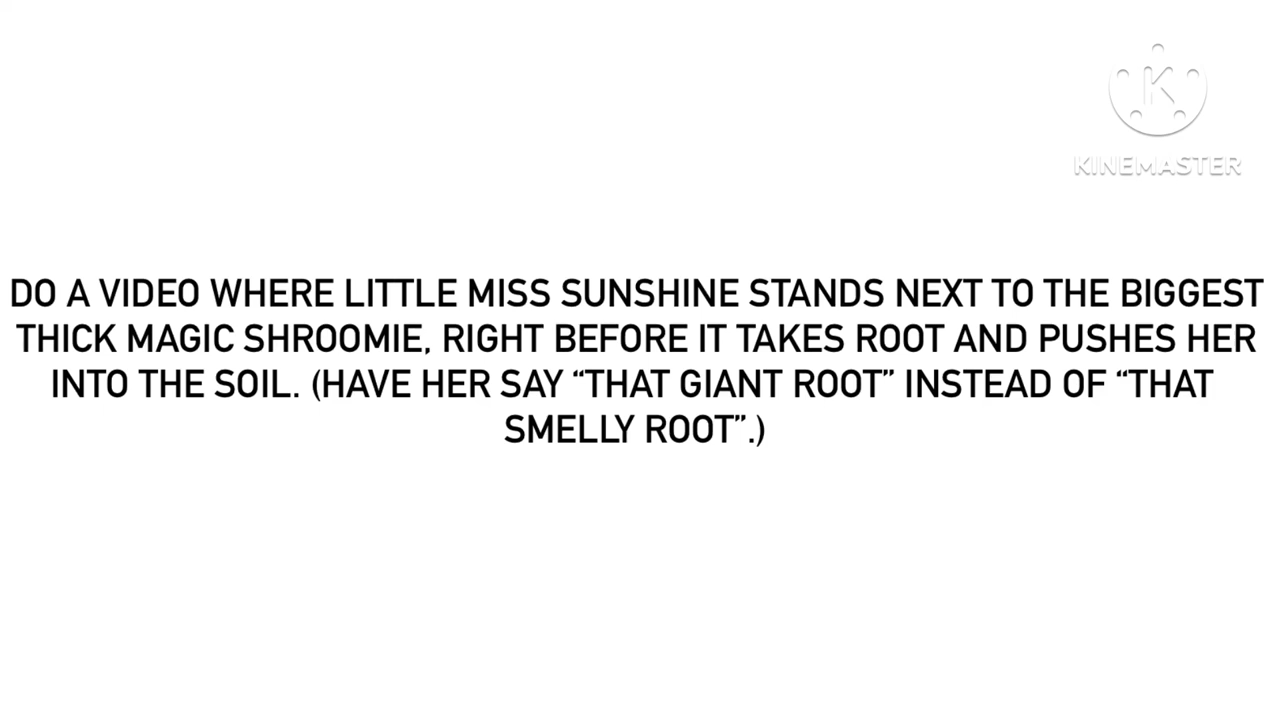 KINEMASTER
DO A VIDEO WHERE LITTLE MISS SUNSHINE STANDS NEXT TO THE BIGGEST
THICK MAGIC SHROOMIE, RIGHT BEFORE IT TAKES ROOT AND PUSHES HER
INTO THE SOIL. (HAVE HER SAY “THAT GIANT ROOT” INSTEAD OF “THAT
SMELLY ROOT”.)